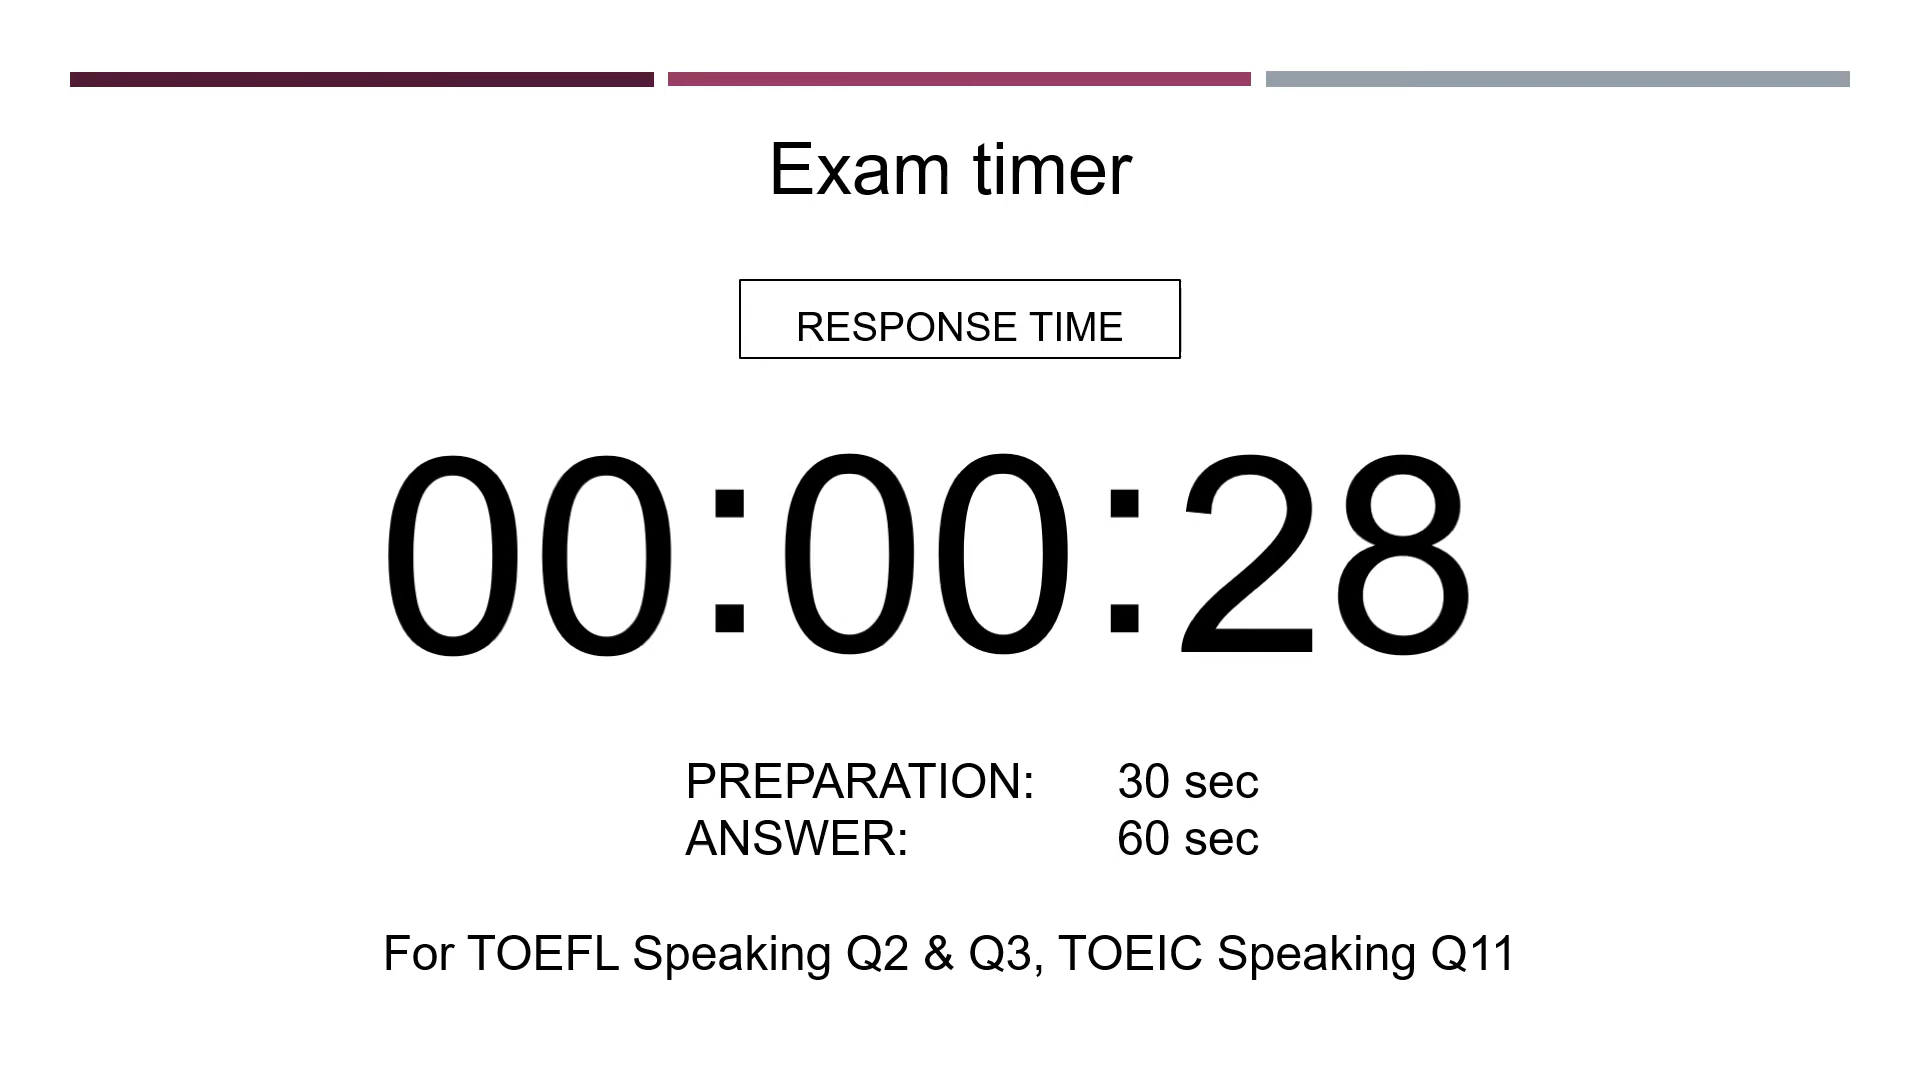 Exam timer
RESPONSE TIME
00:00:28
PREPARATION: 30 sec
ANSWER: 60 sec
For TOEFL Speaking Q2 & Q3, TOEIC Speaking Q11